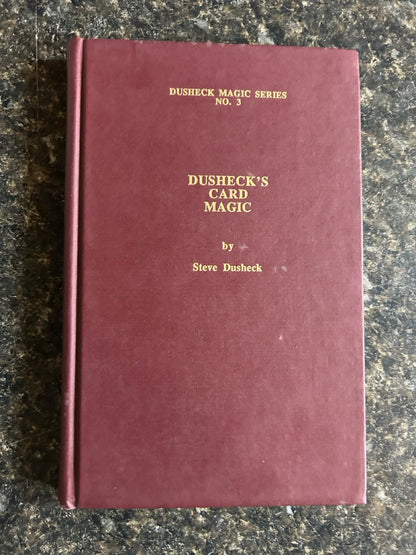 DUSHECK MAGIC SERIES
NO. 3
DUSHECK'S
CARD
MAGIC
by
Steve Dusheck